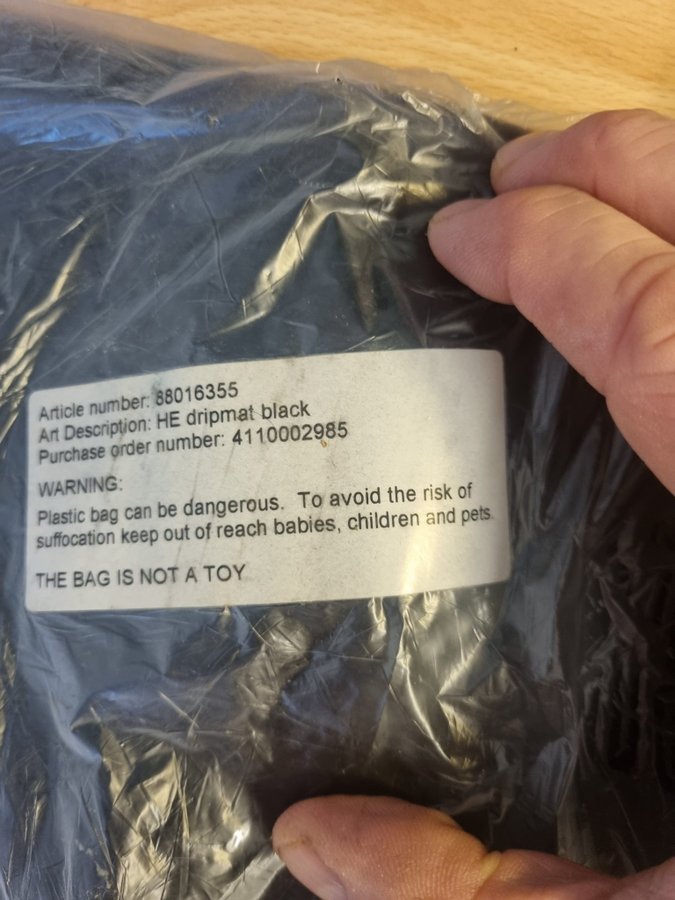 Article number: 88016355
Art Description: HE dripmat black
Purchase order number: 4110002985
WARNING:
Plastic bag can be dangerous. To avoid the risk of
suffocation keep out of reach babies, children and pets.
THE BAG IS NOT A TOY